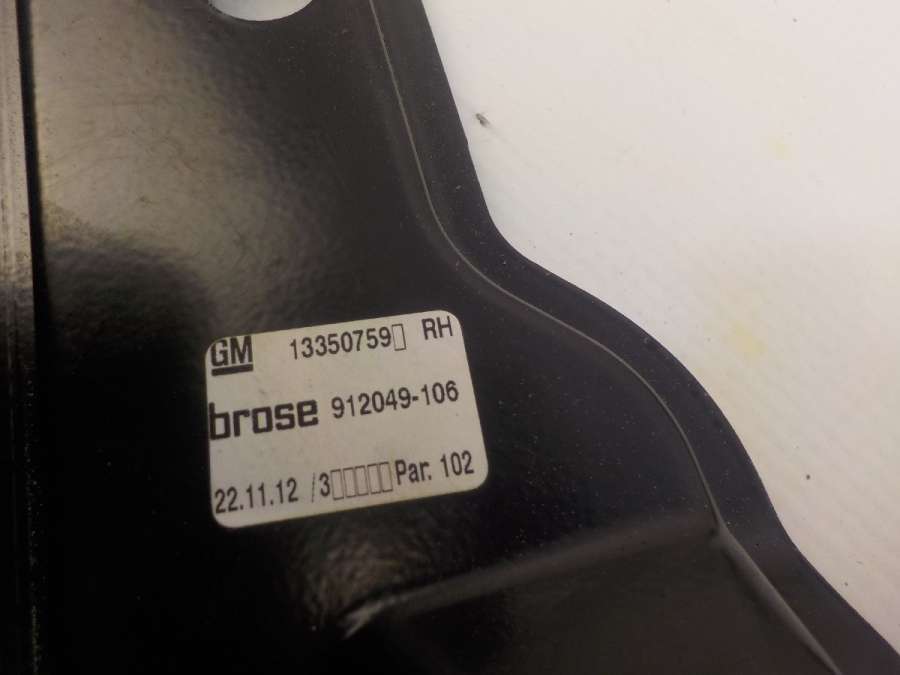 GM 13350759▯ RH
brose 912049-106
22.11.12 /3▯▯▯▯▯Par. 102